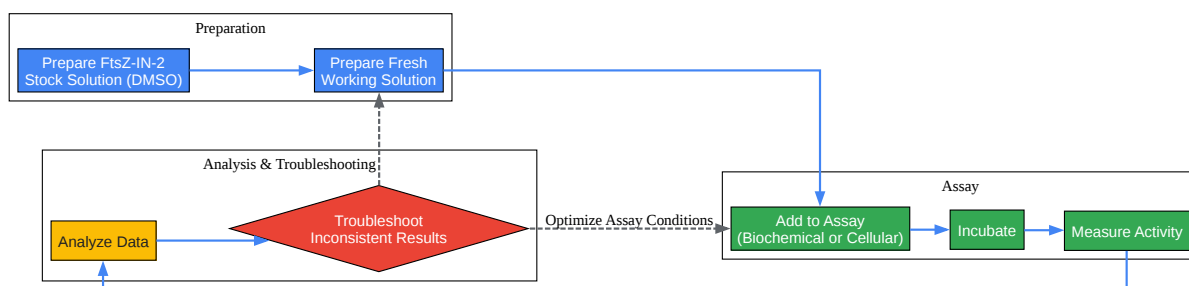 Preparation
Prepare FtsZ-IN-2
Stock Solution (DMSO)
Prepare Fresh
Working Solution
Analysis & Troubleshooting
Analyze Data
Troubleshoot
Inconsistent Results
Optimize Assay Conditions
Assay
Add to Assay
(Biochemical or Cellular)
Incubate
Measure Activity